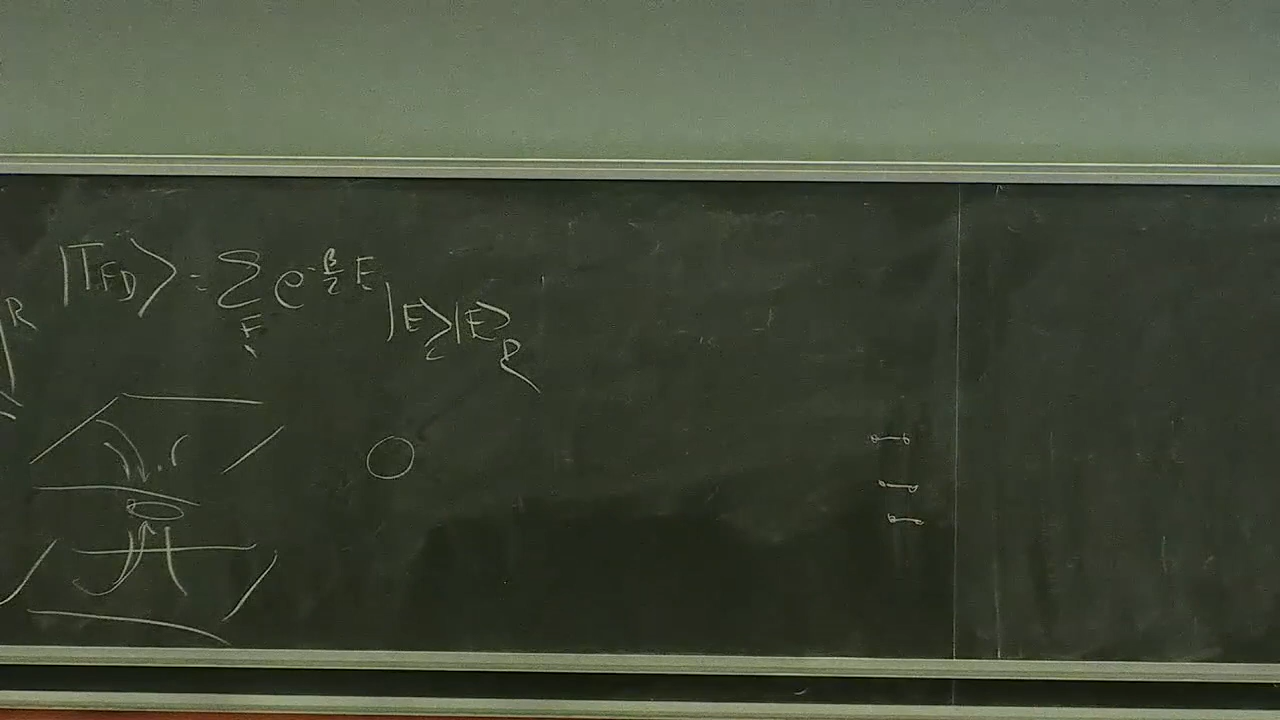 |TFD> = Σ_E e^{-β/2 E} |E>_L |E>_R
R